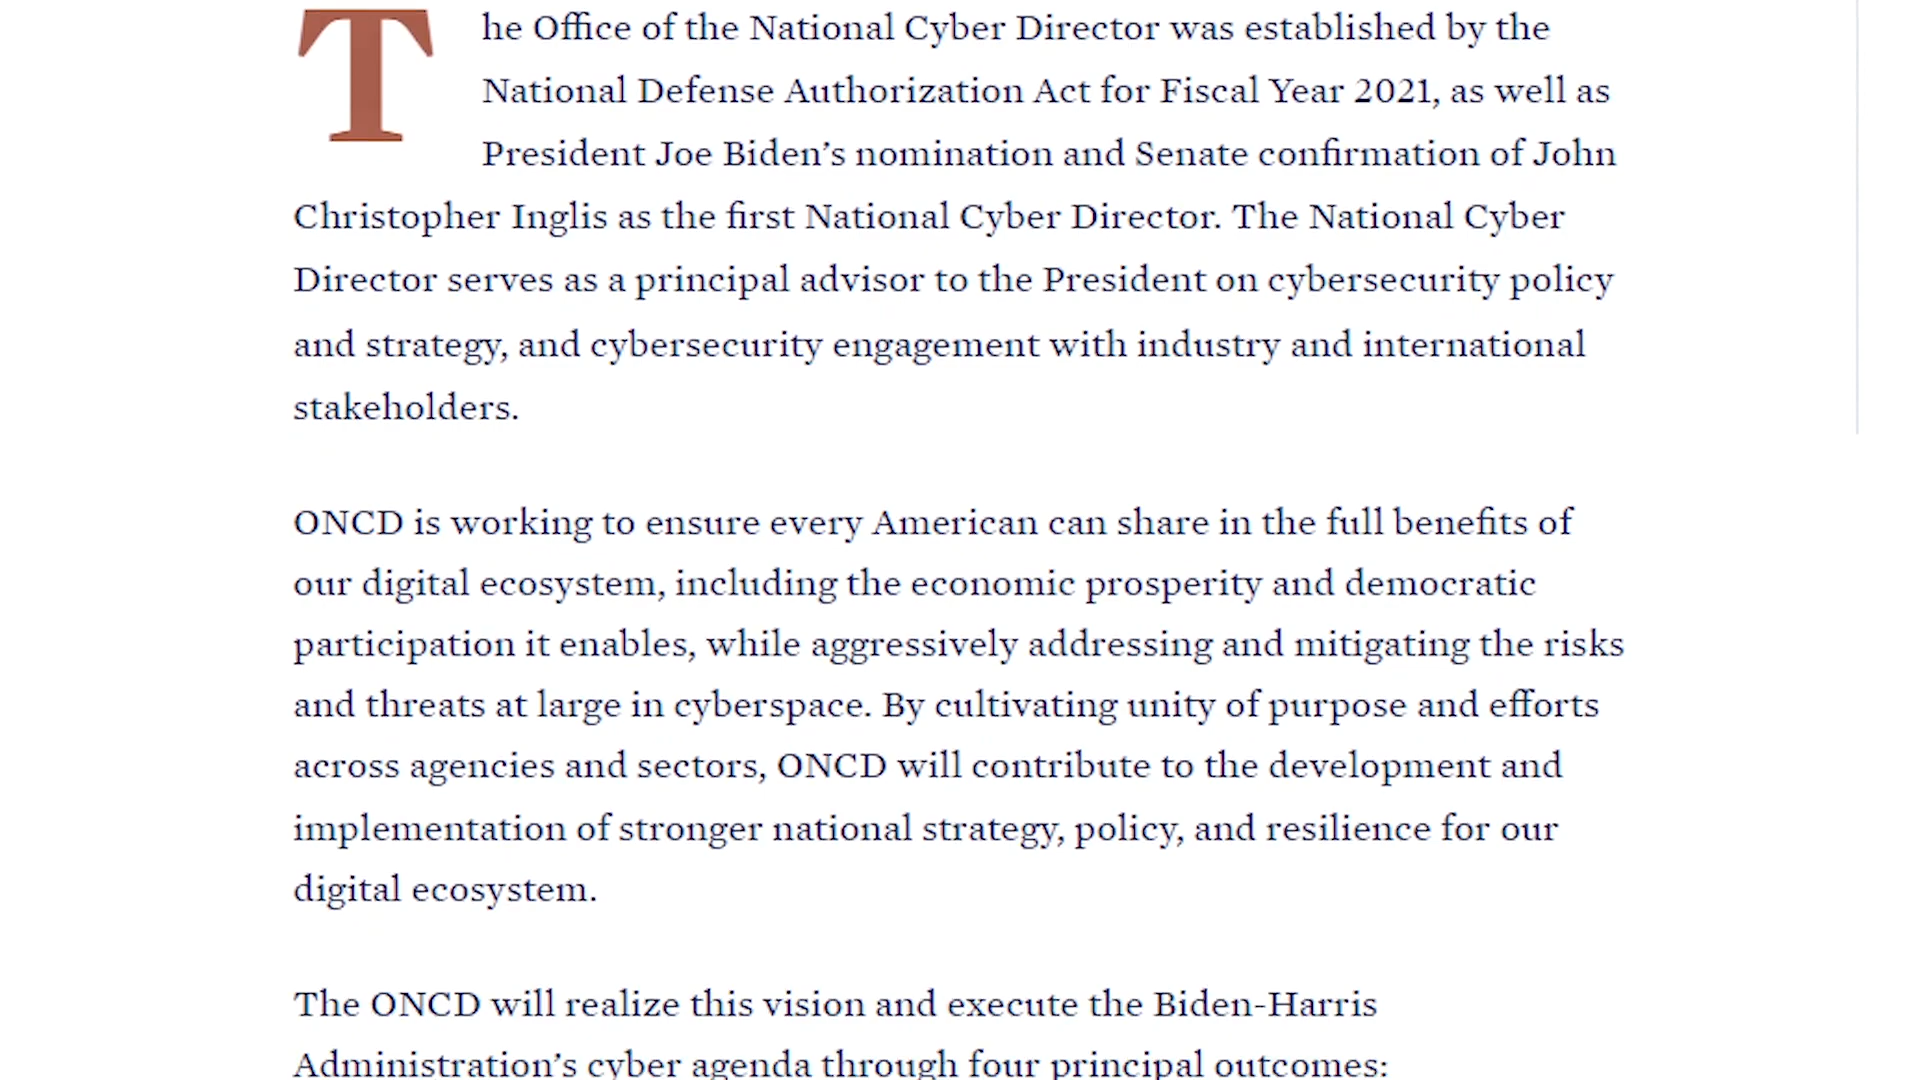 The Office of the National Cyber Director was established by the
National Defense Authorization Act for Fiscal Year 2021, as well as
President Joe Biden’s nomination and Senate confirmation of John
Christopher Inglis as the first National Cyber Director. The National Cyber
Director serves as a principal advisor to the President on cybersecurity policy
and strategy, and cybersecurity engagement with industry and international
stakeholders.
ONCD is working to ensure every American can share in the full benefits of
our digital ecosystem, including the economic prosperity and democratic
participation it enables, while aggressively addressing and mitigating the risks
and threats at large in cyberspace. By cultivating unity of purpose and efforts
across agencies and sectors, ONCD will contribute to the development and
implementation of stronger national strategy, policy, and resilience for our
digital ecosystem.
The ONCD will realize this vision and execute the Biden-Harris
Administration’s cyber agenda through four principal outcomes: